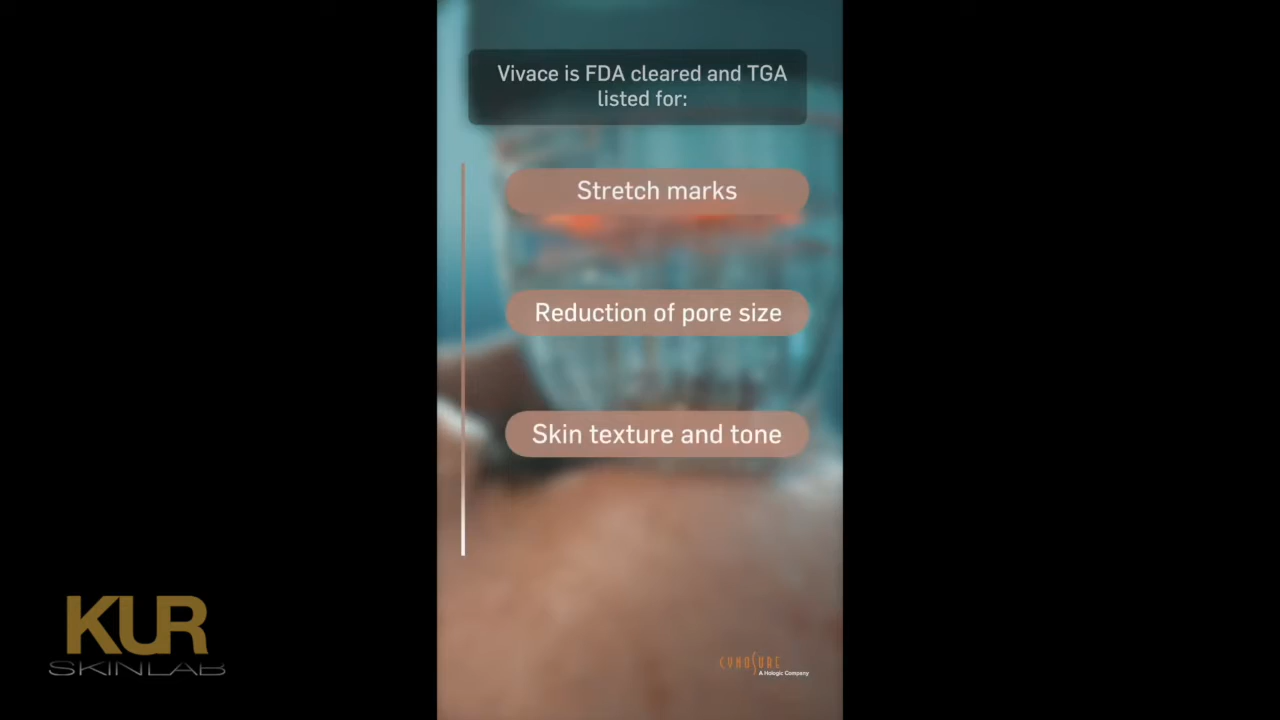 Vivace is FDA cleared and TGA
listed for:
Stretch marks
Reduction of pore size
Skin texture and tone
KUR
SKINLAB
CYNOSURE
A Hologic Company